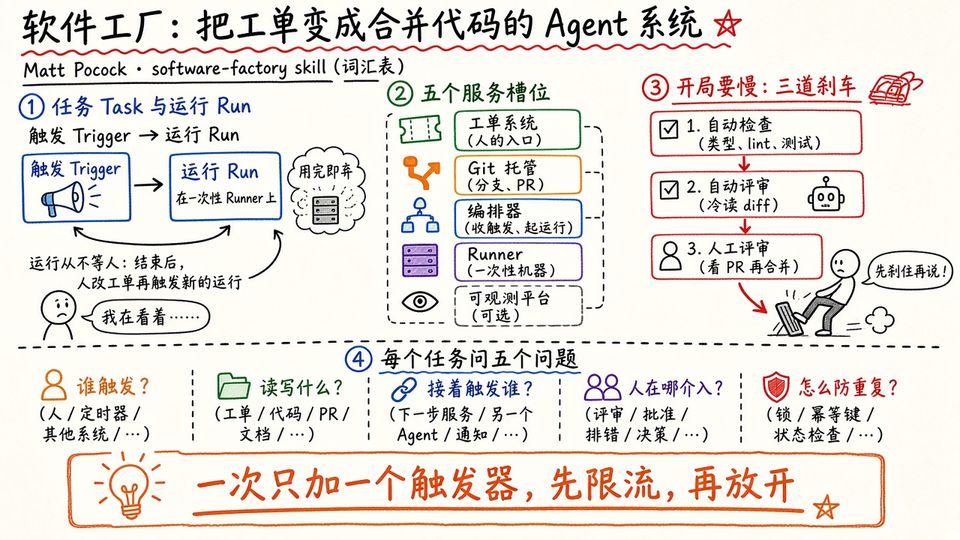 软件工厂：把工单变成合并代码的 Agent 系统
Matt Pocock · software-factory skill (词汇表)
① 任务 Task 与运行 Run
触发 Trigger → 运行 Run
触发 Trigger
运行 Run
在一次性 Runner 上
用完即弃
运行从不等人：结束后，
人改工单再触发新的运行
我在看着……
② 五个服务槽位
工单系统
(人的入口)
Git 托管
(分支、PR)
编排器
(收触发、起运行)
Runner
(一次性机器)
可观测平台
(可选)
③ 开局要慢：三道刹车
1. 自动检查
(类型、lint、测试)
2. 自动评审
(冷读 diff)
3. 人工评审
(看 PR 再合并)
先刹住再说！
④ 每个任务问五个问题
谁触发？
(人 / 定时器 /
其他系统 / …)
读写什么？
(工单 / 代码 / PR /
文档 / …)
接着触发谁？
(下一步服务 / 另一个
Agent / 通知 / …)
人在哪介入？
(评审 / 批准 /
排错 / 决策 / …)
怎么防重复？
(锁 / 幂等键 /
状态检查 / …)
一次只加一个触发器，先限流，再放开